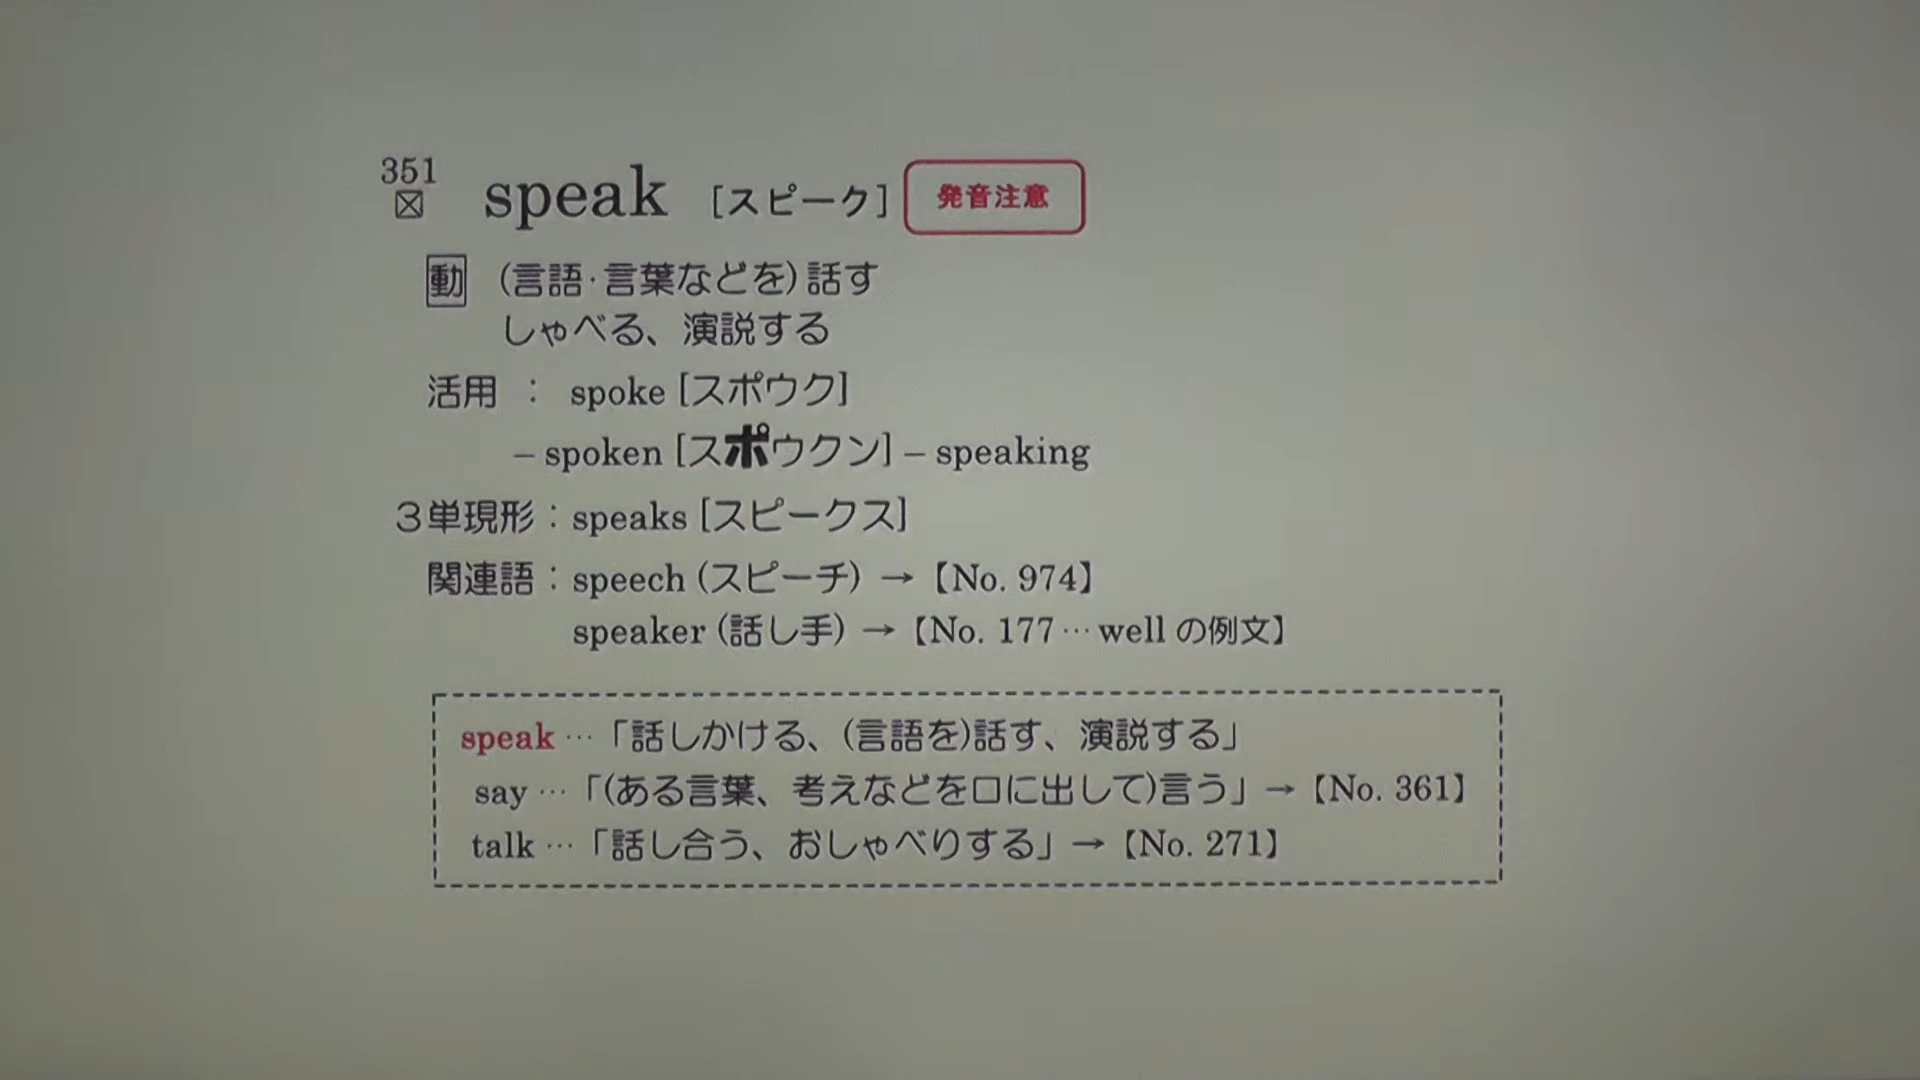 351
speak [スピーク] 発音注意
動 (言語·言葉などを)話す
しゃべる、演説する
活用 : spoke [スポウク]
– spoken [スポウクン] – speaking
3単現形 : speaks [スピークス]
関連語 : speech (スピーチ) →【No. 974】
speaker (話し手) →【No. 177…wellの例文】
speak…「話しかける、(言語を)話す、演説する」
say…「(ある言葉、考えなどを口に出して)言う」→【No. 361】
talk…「話し合う、おしゃべりする」→【No. 271】